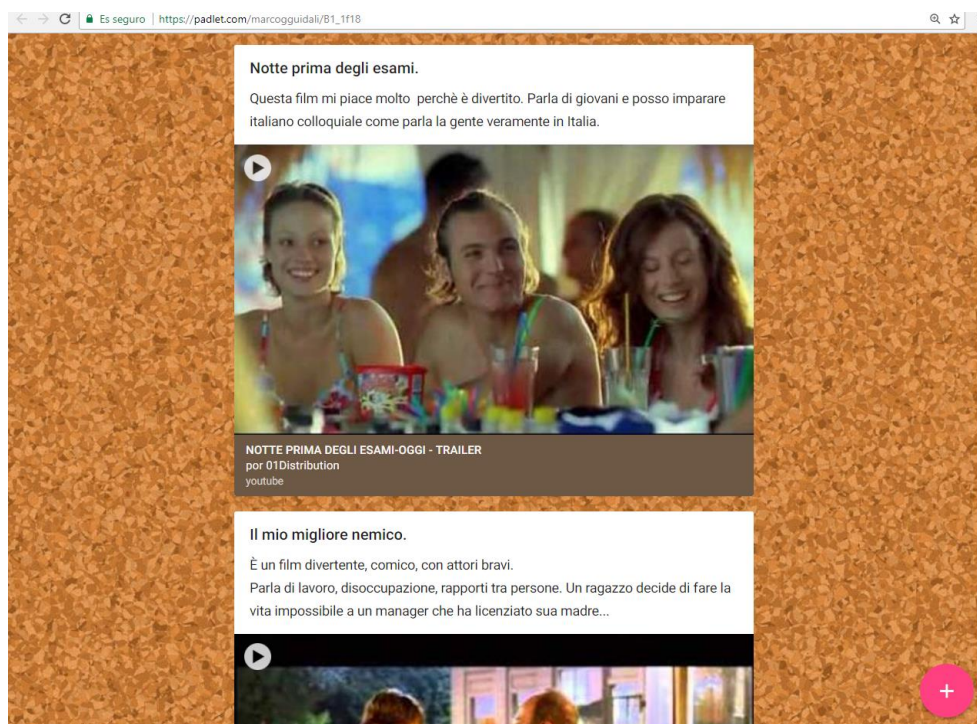 Es seguro | https://padlet.com/marcogguidali/B1_1f18
Notte prima degli esami.
Questa film mi piace molto perchè è divertito. Parla di giovani e posso imparare
italiano colloquiale come parla la gente veramente in Italia.
NOTTE PRIMA DEGLI ESAMI-OGGI - TRAILER
por 01Distribution
youtube
Il mio migliore nemico.
È un film divertente, comico, con attori bravi.
Parla di lavoro, disoccupazione, rapporti tra persone. Un ragazzo decide di fare la
vita impossibile a un manager che ha licenziato sua madre...